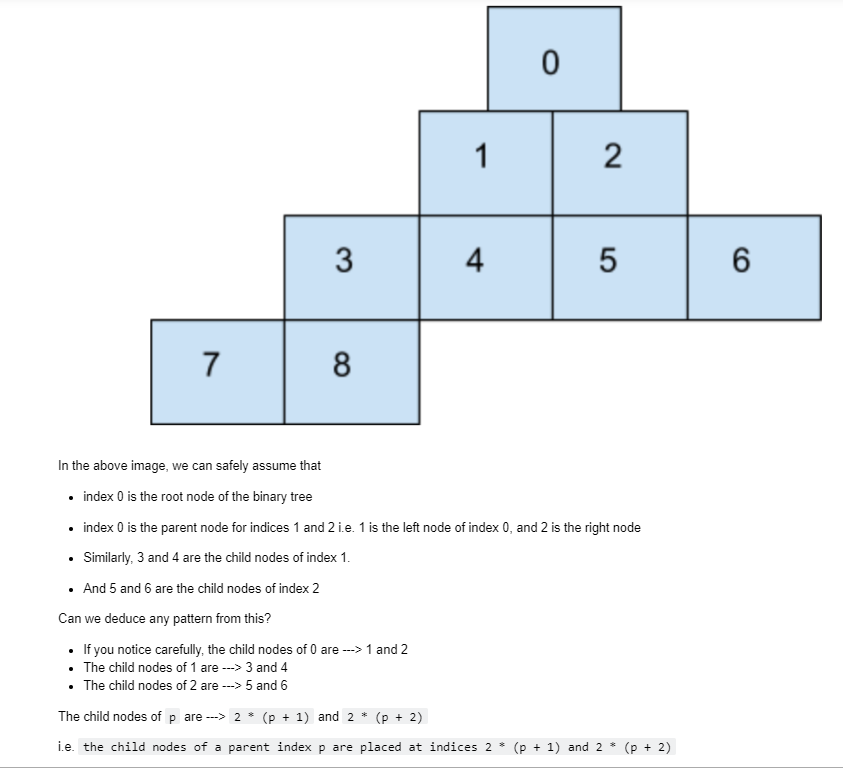 0
1 2
3 4 5 6
7 8
In the above image, we can safely assume that
• index 0 is the root node of the binary tree
• index 0 is the parent node for indices 1 and 2 i.e. 1 is the left node of index 0, and 2 is the right node
• Similarly, 3 and 4 are the child nodes of index 1.
• And 5 and 6 are the child nodes of index 2
Can we deduce any pattern from this?
• If you notice carefully, the child nodes of 0 are ---> 1 and 2
• The child nodes of 1 are ---> 3 and 4
• The child nodes of 2 are ---> 5 and 6
The child nodes of p are ---> 2 * (p + 1) and 2 * (p + 2)
i.e. the child nodes of a parent index p are placed at indices 2 * (p + 1) and 2 * (p + 2)